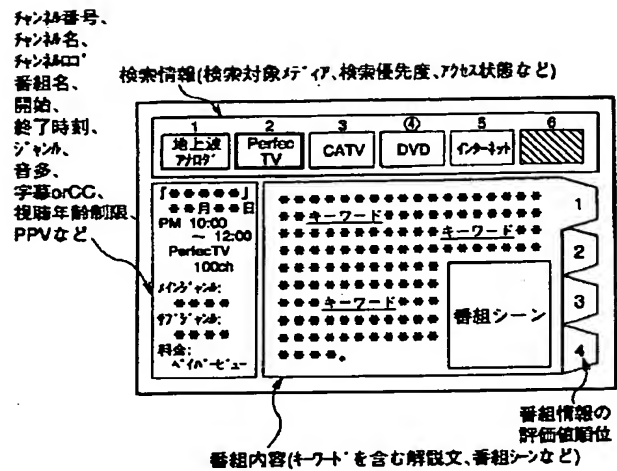 チャンネル番号、
チャンネル名、
チャンネルロゴ
番組名、
開始、
終了時刻、
ジャンル、
音多、
字幕orCC、
視聴年齢制限
PPVなど
検索情報(検索対象メディア、検索優先度、アクセス状態など)
1 2 3 ④ 5 6
地上波
アナログ
Perfec
TV
CATV
DVD
インターネット
『●●●●●』
●●月●●日
PM 10:00
～ 12:00
PerfecTV
100ch
メインジャンル:
●●●●
サブジャンル:
●●●●
料金:
ペイパービュー
●●●●●●●●●●●●●●●●●
●●●キーワード●●●●●●●●●
●●●●●●●●●●キーワード●●
●●●●●●●●●●●●●●●●●
●●●●●●●●●●
●●●●●●●●●●
●●●キーワード●●●
●●●●●●●●●●
●●●●●●●●●●
●●●●。
番組シーン
1
2
3
4
番組情報の
評価値順位
番組内容(キーワードを含む解説文、番組シーンなど)